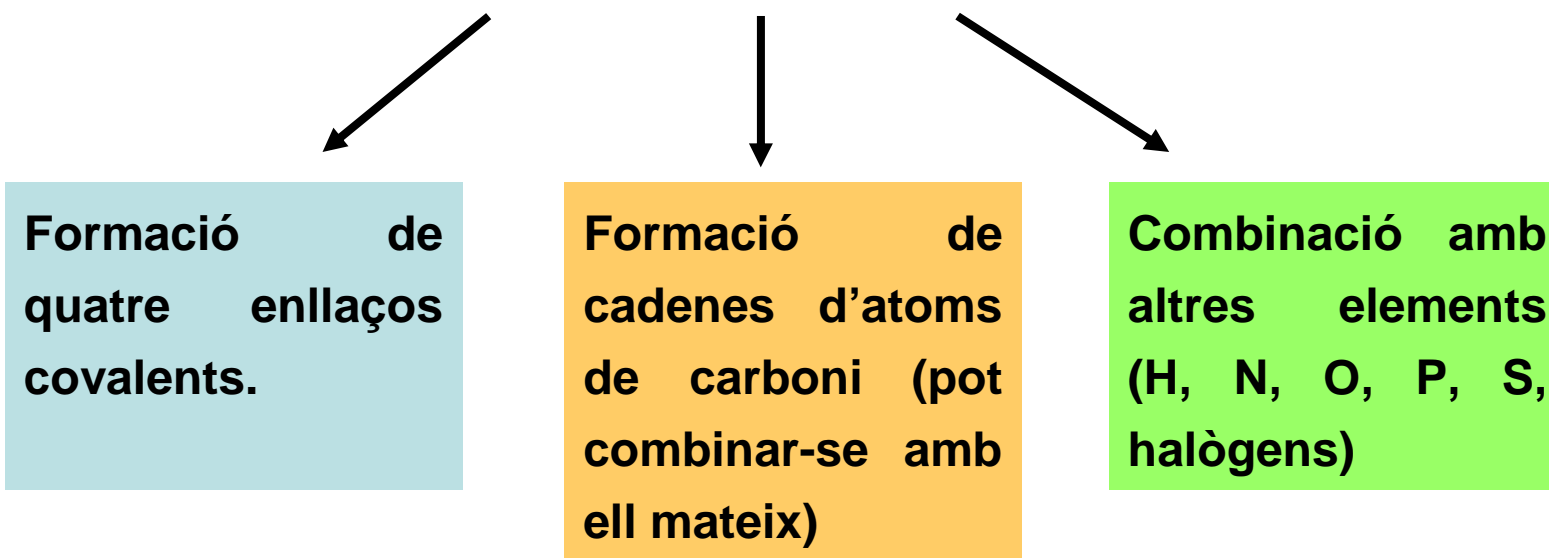 Formació de
quatre enllaços
covalents.
Formació de
cadenes d’atoms
de carboni (pot
combinar-se amb
ell mateix)
Combinació amb
altres elements
(H, N, O, P, S,
halògens)